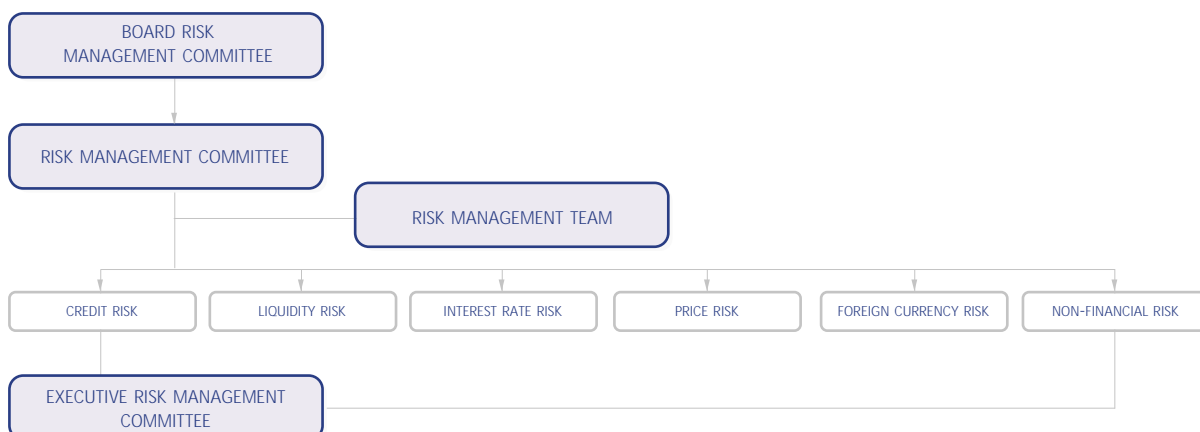 BOARD RISK
MANAGEMENT COMMITTEE
RISK MANAGEMENT COMMITTEE
RISK MANAGEMENT TEAM
CREDIT RISK
LIQUIDITY RISK
INTEREST RATE RISK
PRICE RISK
FOREIGN CURRENCY RISK
NON-FINANCIAL RISK
EXECUTIVE RISK MANAGEMENT
COMMITTEE